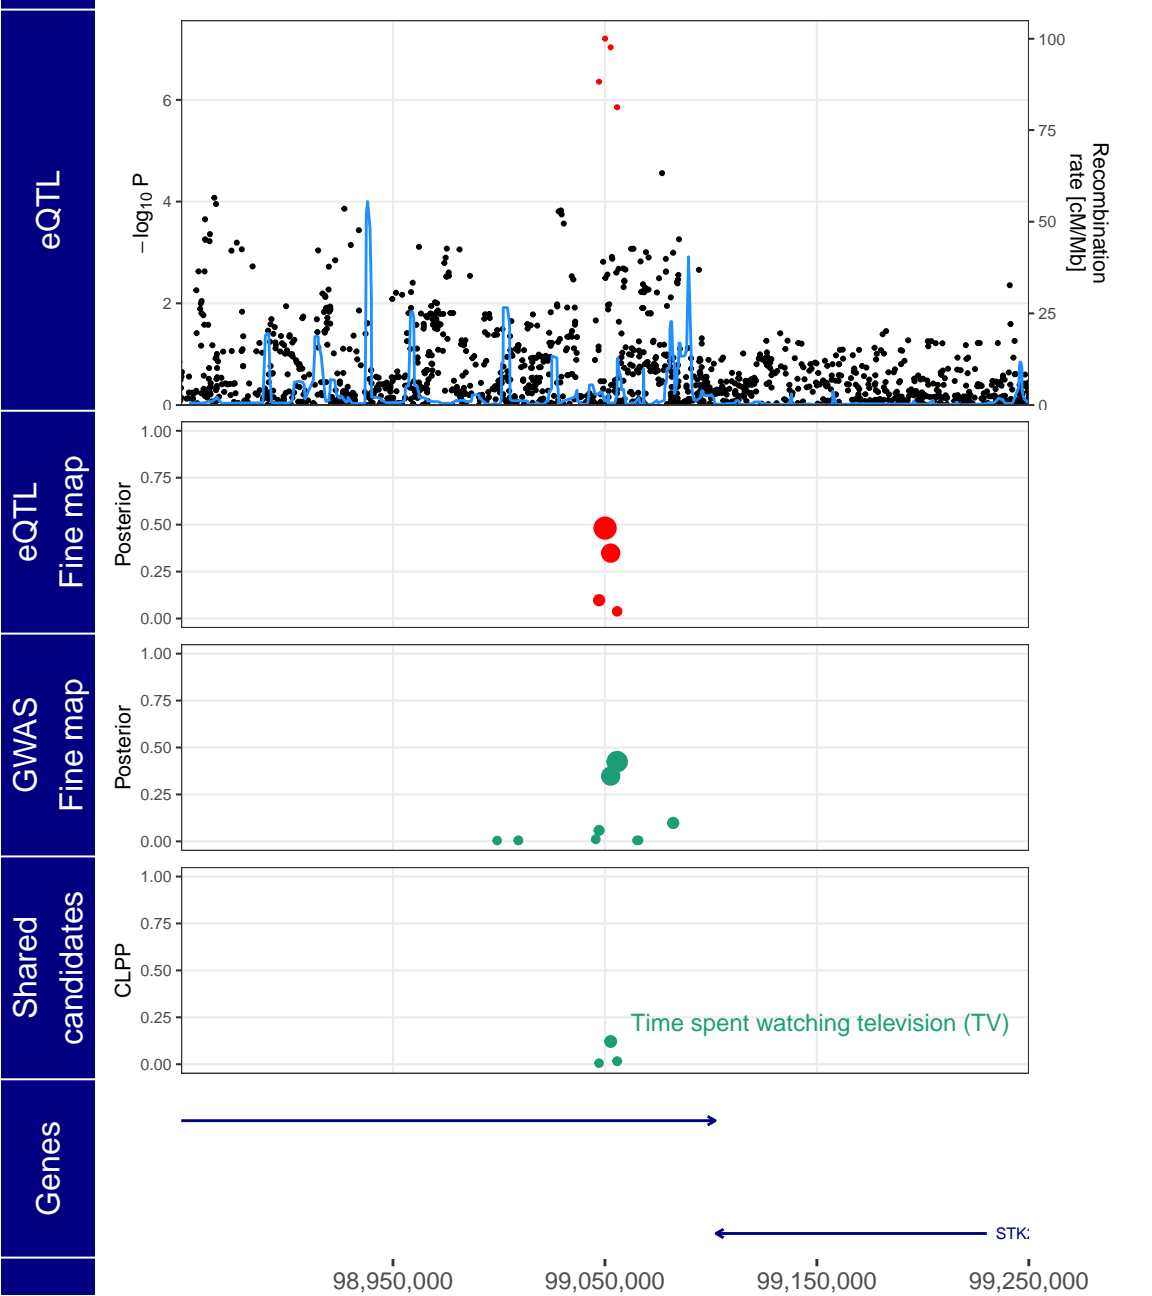 eQTL
−log10 P
6
4
2
0
100
75
50
25
0
Recombination
rate [cM/Mb]
eQTL
Fine map
Posterior
1.00
0.75
0.50
0.25
0.00
GWAS
Fine map
Posterior
1.00
0.75
0.50
0.25
0.00
Shared
candidates
CLPP
1.00
0.75
0.50
0.25
0.00
Time spent watching television (TV)
Genes
98,950,000
99,050,000
99,150,000
99,250,000